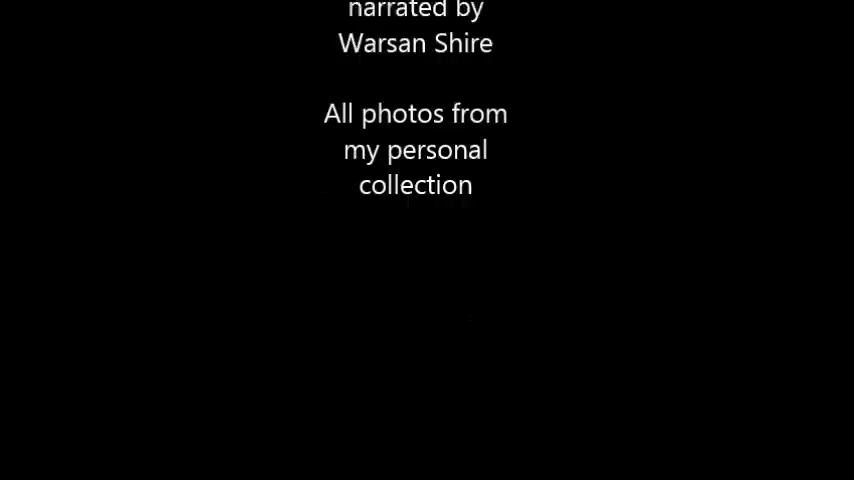 narrated by
Warsan Shire
All photos from
my personal
collection